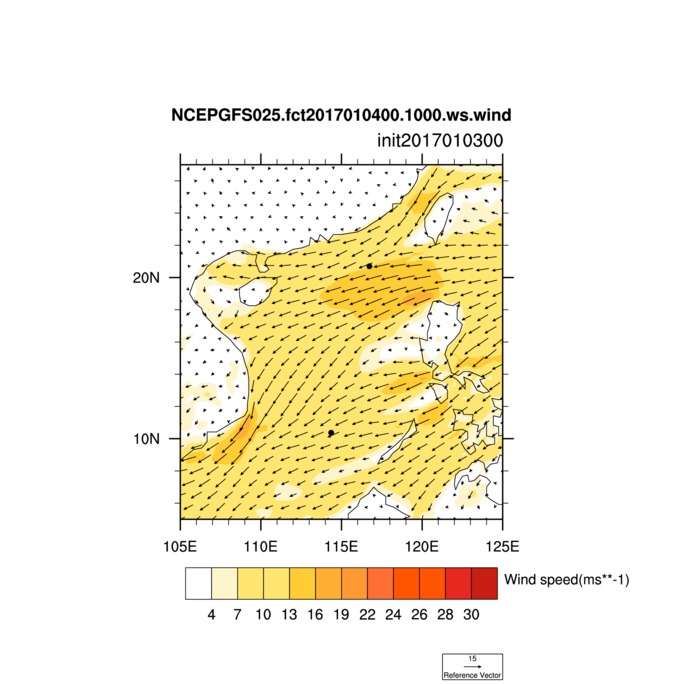 NCEPGFS025.fct2017010400.1000.ws.wind
init2017010300
20N
10N
105E 110E 115E 120E 125E
Wind speed(ms**-1)
4 7 10 13 16 19 22 24 26 28 30
15
Reference Vector